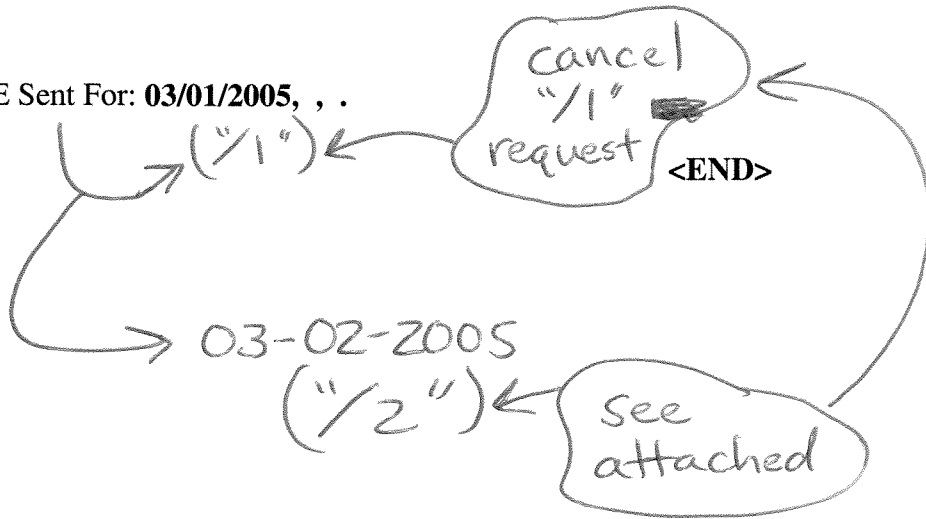 cancel
"/1"
request
E Sent For: 03/01/2005, , .
("/1")
<END>
03-02-2005
("/2")
see
attached